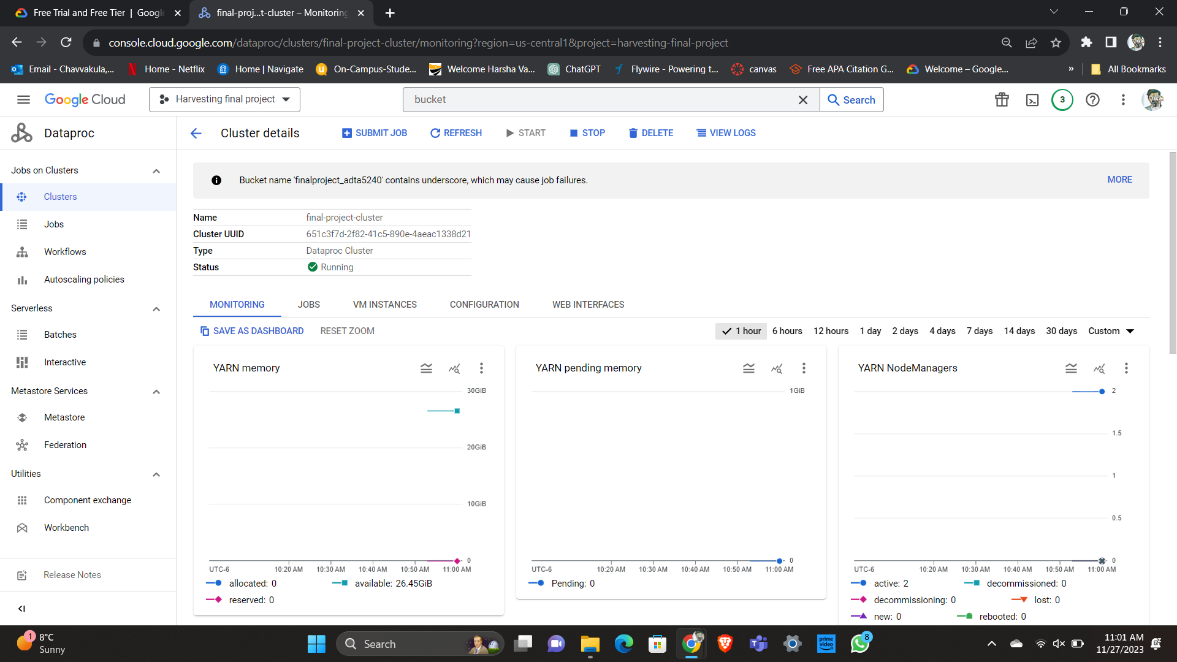 Free Trial and Free Tier | Googl
final-proj...t-cluster – Monitoring
console.cloud.google.com/dataproc/clusters/final-project-cluster/monitoring?region=us-central1&project=harvesting-final-project
Email - Chavvakula,...
Home - Netflix
Home | Navigate
On-Campus-Stude...
Welcome Harsha Va...
ChatGPT
Flywire - Powering t...
canvas
Free APA Citation G...
Welcome – Google...
»
All Bookmarks
Google Cloud
Harvesting final project
bucket
Search
3
Dataproc
Cluster details
SUBMIT JOB
REFRESH
START
STOP
DELETE
VIEW LOGS
Jobs on Clusters
Clusters
Jobs
Workflows
Autoscaling policies
Serverless
Batches
Interactive
Metastore Services
Metastore
Federation
Utilities
Component exchange
Workbench
Release Notes
Bucket name 'finalproject_adta5240' contains underscore, which may cause job failures.
MORE
Name final-project-cluster
Cluster UUID 651c3f7d-2f82-41c5-890e-4aeac1338d21
Type Dataproc Cluster
Status Running
MONITORING
JOBS
VM INSTANCES
CONFIGURATION
WEB INTERFACES
SAVE AS DASHBOARD
RESET ZOOM
1 hour
6 hours
12 hours
1 day
2 days
4 days
7 days
14 days
30 days
Custom
YARN memory
30GiB
20GiB
10GiB
0
UTC-6 10:20 AM 10:30 AM 10:40 AM 10:50 AM 11:00 AM
allocated: 0
available: 26.45GiB
reserved: 0
YARN pending memory
1GiB
0
UTC-6 10:20 AM 10:30 AM 10:40 AM 10:50 AM 11:00 AM
Pending: 0
YARN NodeManagers
2
1.5
1
0.5
0
UTC-6 10:20 AM 10:30 AM 10:40 AM 10:50 AM 11:00 AM
active: 2
decommissioned: 0
decommissioning: 0
lost: 0
new: 0
rebooted: 0
1
8°C
Sunny
Search
prime video
8
11:01 AM
11/27/2023